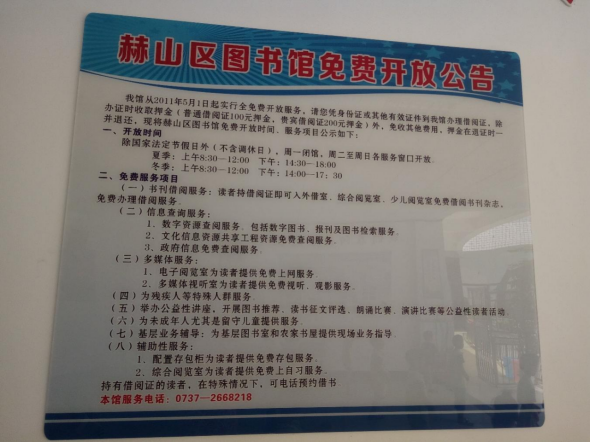 赫山区图书馆免费开放公告
我馆从2011年5月1日起实行全免费开放服务，请您凭身份证或其他有效证件到我馆办理借阅证，除
办证时收取押金（普通借阅证100元押金，贵宾借阅证200元押金）外，免收其他费用，押金在退证时一
并退还，现将赫山区图书馆免费开放时间、服务项目公示如下：
一、开放时间
除国家法定节假日外（不含调休日），周一闭馆，周二至周日各服务窗口开放.
夏季：上午8:30-12:00 下午：14:30-18:00
冬季：上午8:30-12:00 下午：14:00-17：30
二、免费服务项目
（一）书刊借阅服务：读者持借阅证即可入外借室、综合阅览室、少儿阅览室免费借阅书刊杂志，
免费办理借阅服务.
（二）信息查询服务：
1．数字资源查阅服务．包括数字图书、报刊及图书检索服务.
2．文化信息资源共享工程资源免费查阅服务.
3．政府信息免费查阅服务.
（三）多媒体服务：
1．电子阅览室为读者提供免费上网服务.
2．多媒体视听室为读者提供免费视听、观影服务.
（四）为残疾人等特殊人群服务.
（五）举办公益性讲座，开展图书推荐、读书征文评选、朗诵比赛、演讲比赛等公益性读者活动.
（六）为未成年人尤其是留守儿童提供服务.
（七）基层业务辅导：为基层图书室和农家书屋提供现场业务指导.
（八）辅助性服务：
1．配置存包柜为读者提供免费存包服务.
2．综合阅览室为读者提供免费上自习服务.
持有借阅证的读者，在特殊情况下，可电话预约借书.
本馆服务电话：0737-2668218